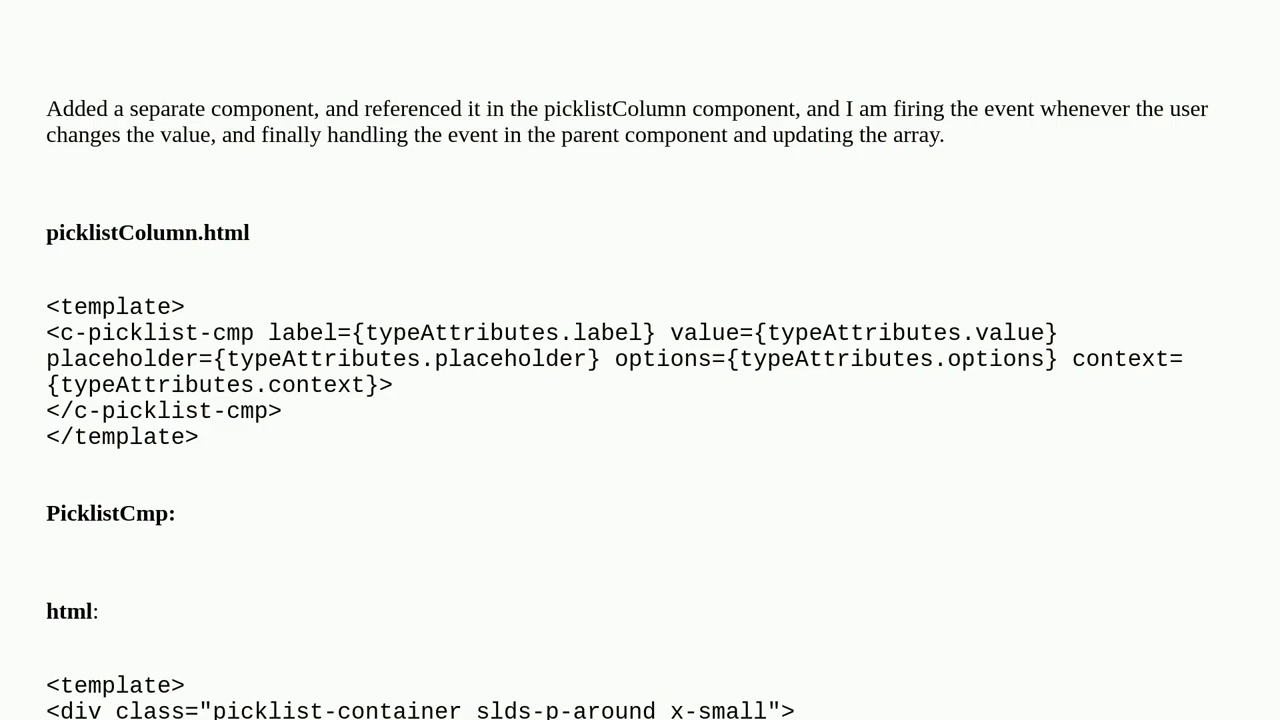 Added a separate component, and referenced it in the picklistColumn component, and I am firing the event whenever the user
changes the value, and finally handling the event in the parent component and updating the array.
picklistColumn.html
<template>
<c-picklist-cmp label={typeAttributes.label} value={typeAttributes.value}
placeholder={typeAttributes.placeholder} options={typeAttributes.options} context=
{typeAttributes.context}>
</c-picklist-cmp>
</template>
PicklistCmp:
html:
<template>
<div class="picklist-container slds-p-around_x-small">